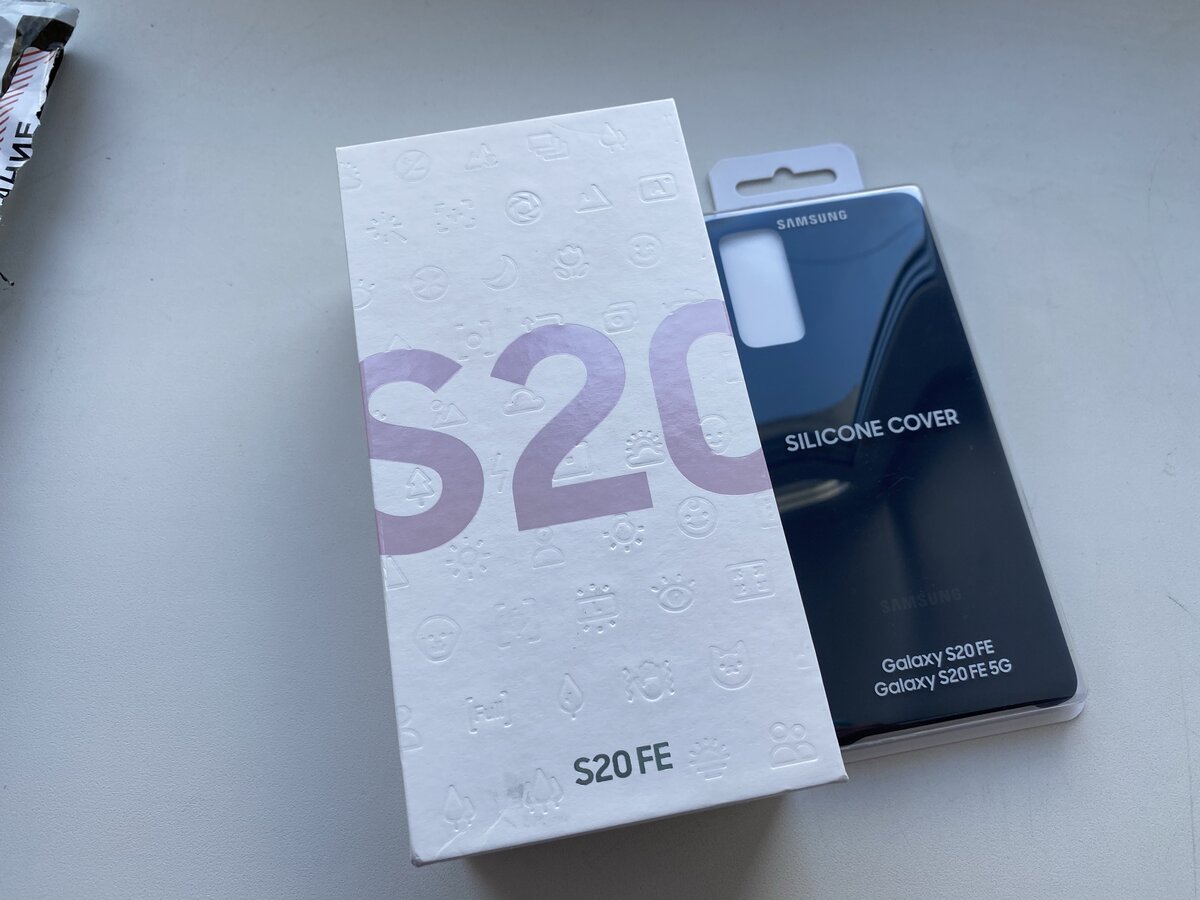 S20
S20 FE
SAMSUNG
SILICONE COVER
SAMSUNG
Galaxy S20 FE
Galaxy S20 FE 5G